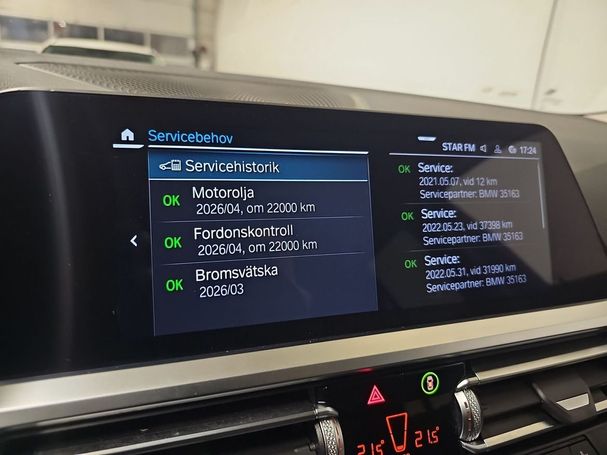 Servicebehov
STAR FM 17:24
Servicehistorik
Motorolja
OK
2026/04, om 22000 km
Fordonskontroll
OK
2026/04, om 22000 km
Bromsvätska
OK
2026/03
OK Service:
2021.05.07, vid 12 km
Servicepartner: BMW 35163
OK Service:
2022.05.23, vid 37398 km
Servicepartner: BMW 35163
OK Service:
2022.05.31, vid 31990 km
Servicepartner: BMW 35163
21.5° 21.5°